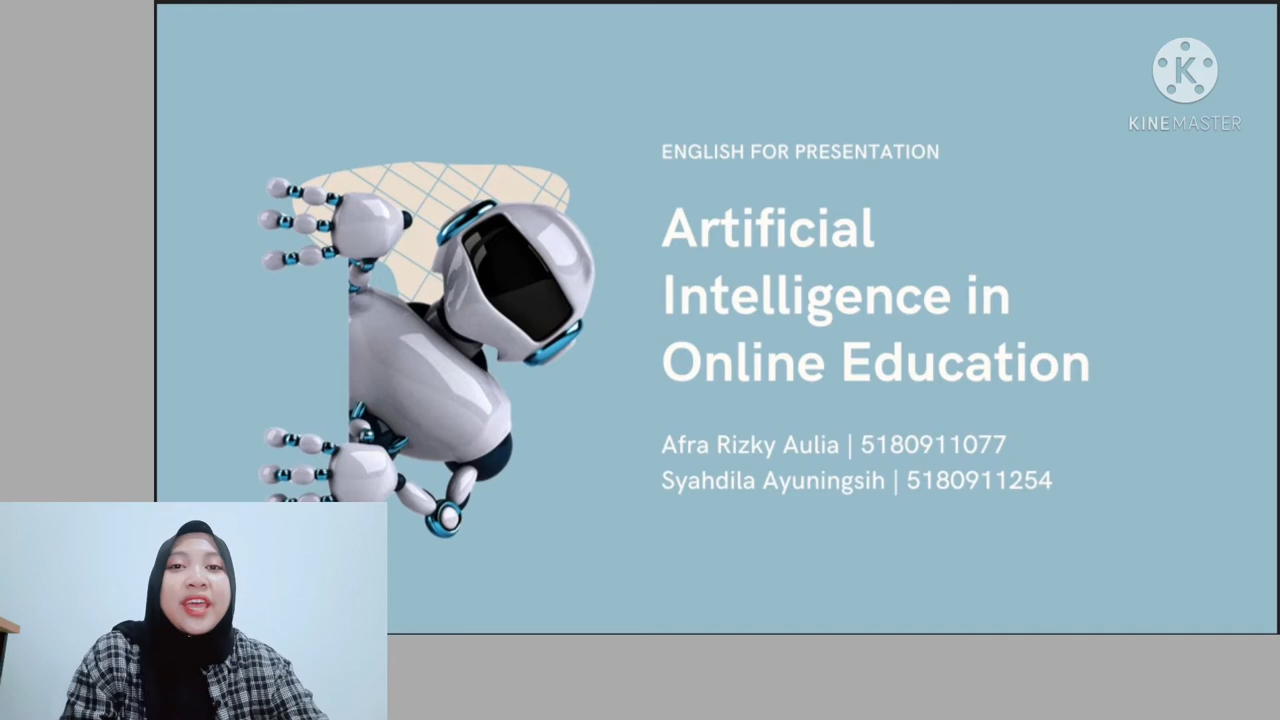 K
KINEMASTER
ENGLISH FOR PRESENTATION
Artificial
Intelligence in
Online Education
Afra Rizky Aulia | 5180911077
Syahdila Ayuningsih | 5180911254